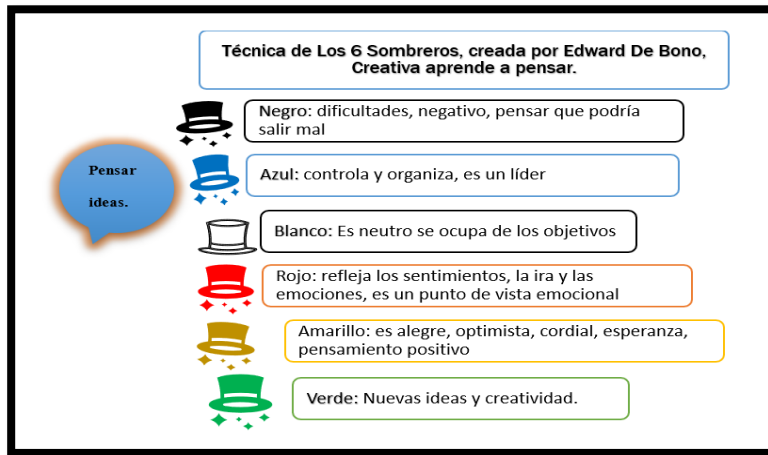 Técnica de Los 6 Sombreros, creada por Edward De Bono,
Creativa aprende a pensar.
Negro: dificultades, negativo, pensar que podría
salir mal
Pensar
ideas.
Azul: controla y organiza, es un líder
Blanco: Es neutro se ocupa de los objetivos
Rojo: refleja los sentimientos, la ira y las
emociones, es un punto de vista emocional
Amarillo: es alegre, optimista, cordial, esperanza,
pensamiento positivo
Verde: Nuevas ideas y creatividad.